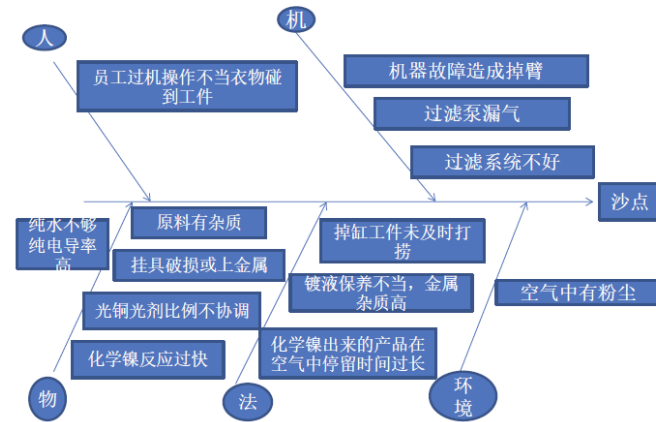 人
机
员工过机操作不当衣物碰
到工件
机器故障造成掉臂
过滤泵漏气
过滤系统不好
沙点
纯水不够
纯电导率
高
原料有杂质
挂具破损或上金属
光铜光剂比例不协调
化学镍反应过快
掉缸工件未及时打
捞
镀液保养不当，金属
杂质高
化学镍出来的产品在
空气中停留时间过长
空气中有粉尘
物
法
环
境